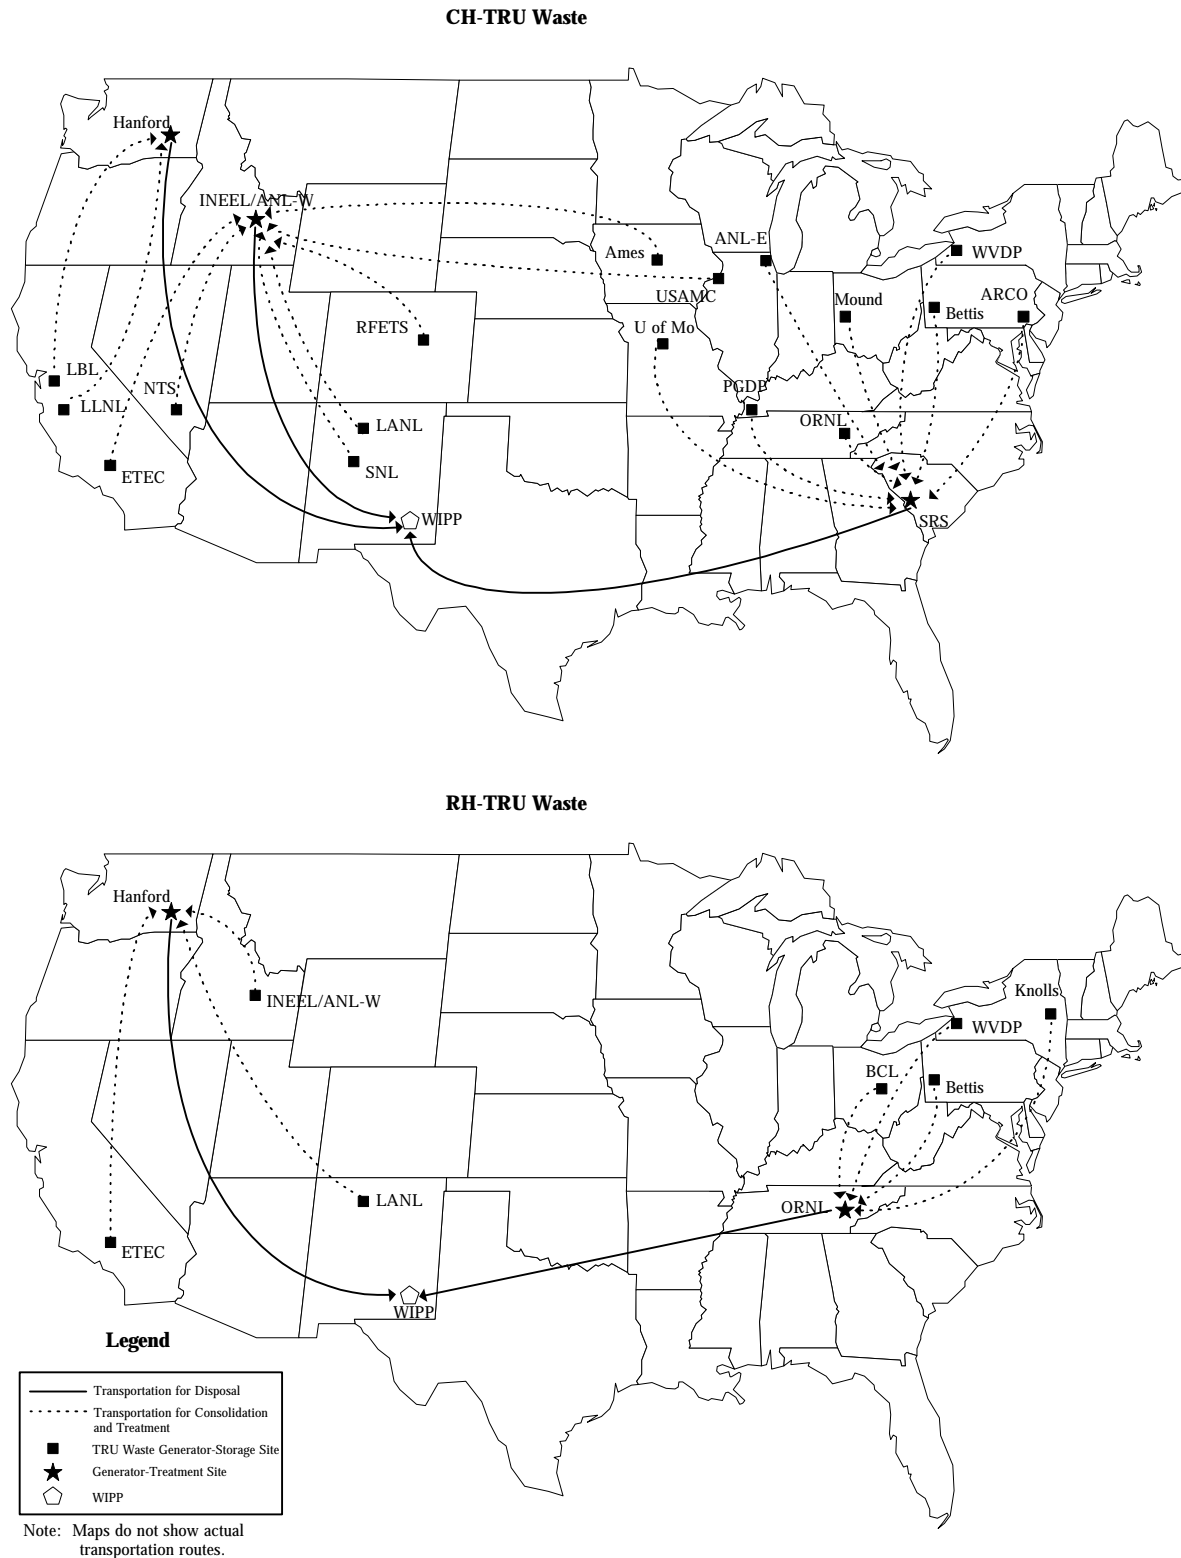 CH-TRU Waste
Hanford
INEEL/ANL-W
Ames
ANL-E
WVDP
USAMC
Mound
Bettis
ARCO
RFETS
U of Mo
LBL
LLNL
NTS
PGDP
LANL
ORNL
ETEC
SNL
WIPP
SRS
RH-TRU Waste
Hanford
INEEL/ANL-W
Knolls
WVDP
BCL
Bettis
LANL
ORNL
ETEC
WIPP
Legend
Transportation for Disposal
Transportation for Consolidation
and Treatment
TRU Waste Generator-Storage Site
Generator-Treatment Site
WIPP
Note: Maps do not show actual
transportation routes.